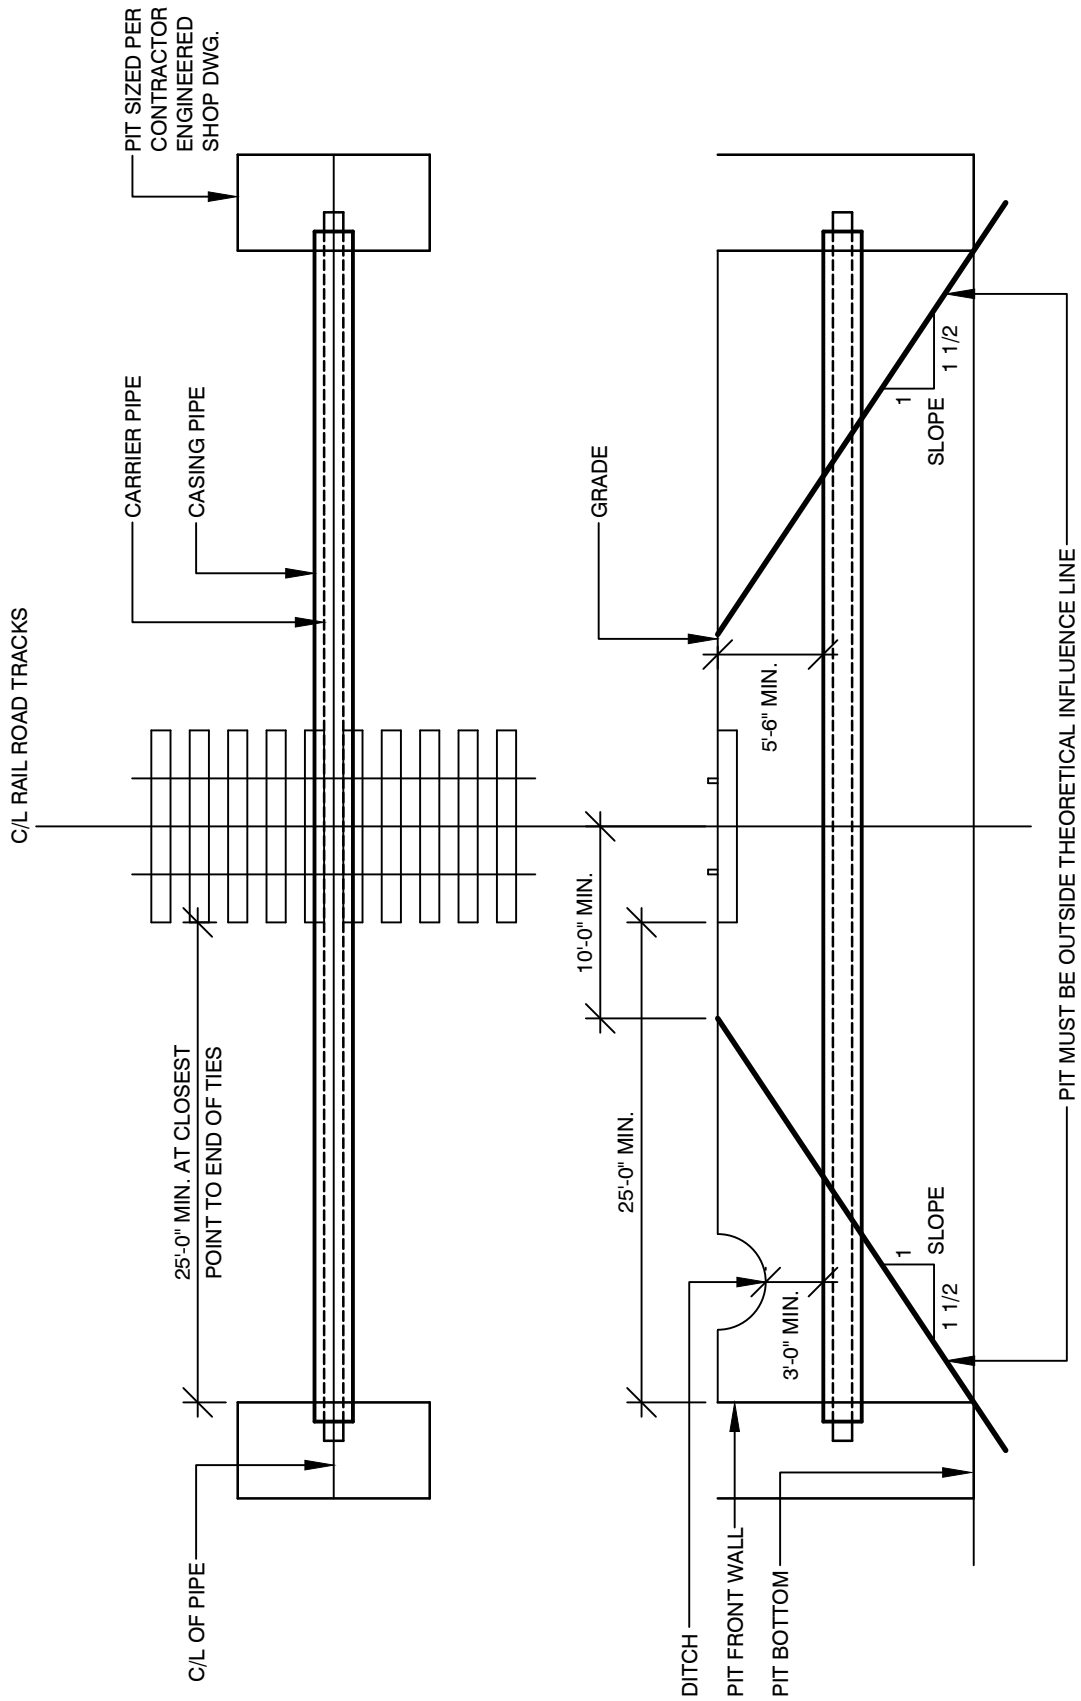 C/L RAIL ROAD TRACKS
PIT SIZED PER
CONTRACTOR
ENGINEERED
SHOP DWG.
CARRIER PIPE
CASING PIPE
25'-0" MIN. AT CLOSEST
POINT TO END OF TIES
C/L OF PIPE
GRADE
10'-0" MIN.
25'-0" MIN.
5'-6" MIN.
3'-0" MIN.
1
1 1/2
SLOPE
1
1 1/2
SLOPE
DITCH
PIT FRONT WALL
PIT BOTTOM
PIT MUST BE OUTSIDE THEORETICAL INFLUENCE LINE